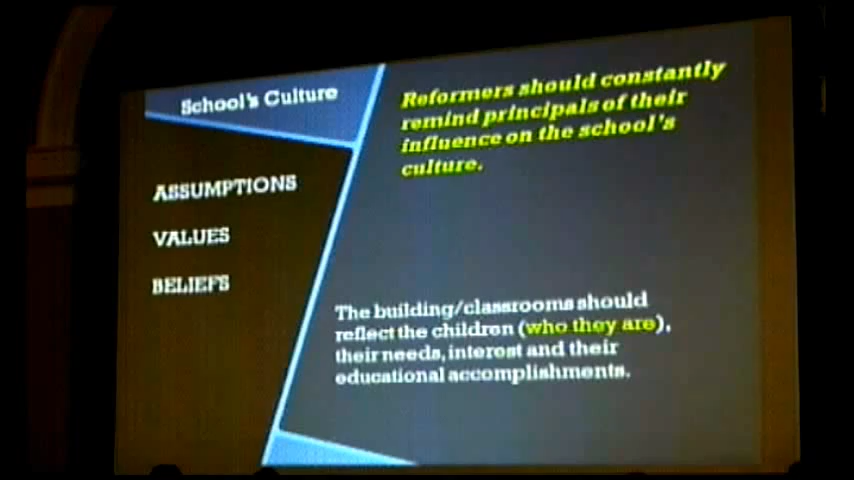 School's Culture
ASSUMPTIONS
VALUES
BELIEFS
Reformers should constantly
remind principals of their
influence on the school's
culture.
The building/classrooms should
reflect the children (who they are),
their needs, interest and their
educational accomplishments.